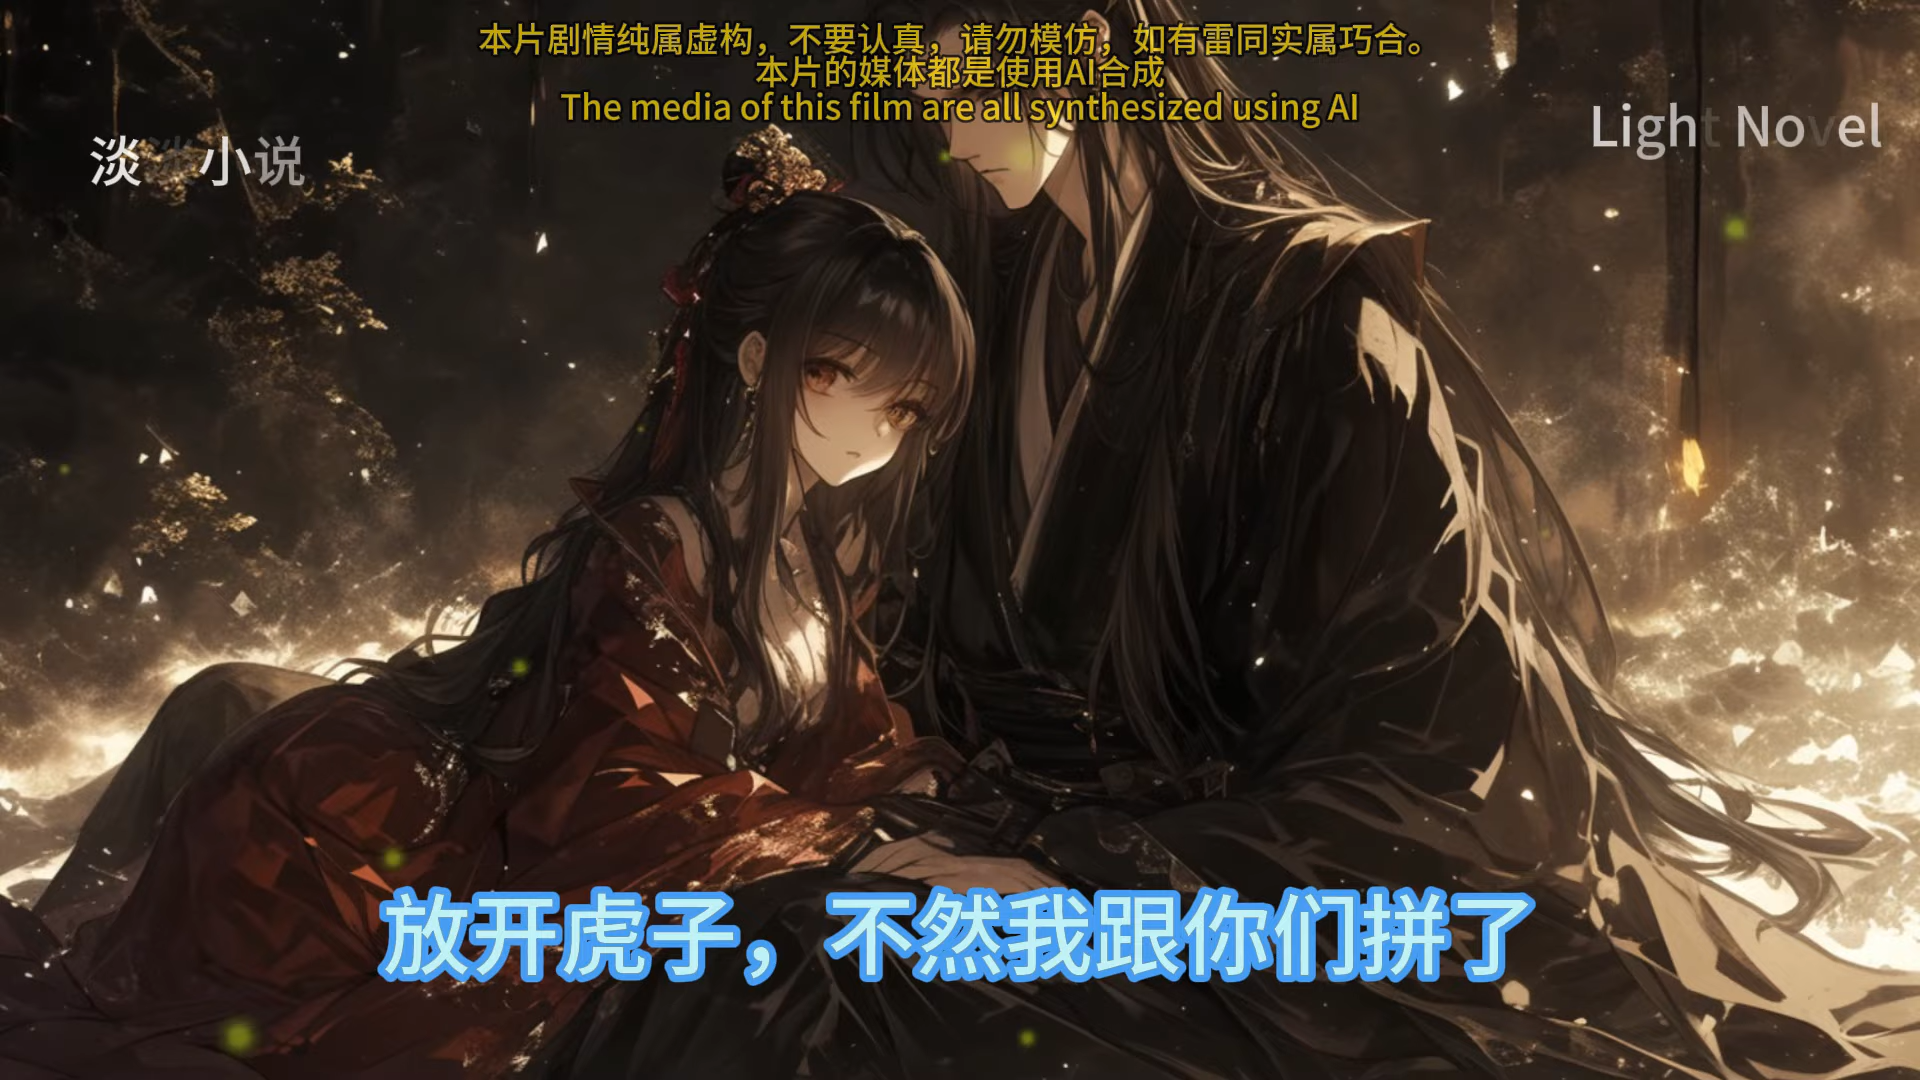 本片剧情纯属虚构，不要认真，请勿模仿，如有雷同实属巧合。
本片的媒体都是使用AI合成
The media of this film are all synthesized using AI
淡淡小说
Light Novel
放开虎子，不然我跟你们拼了